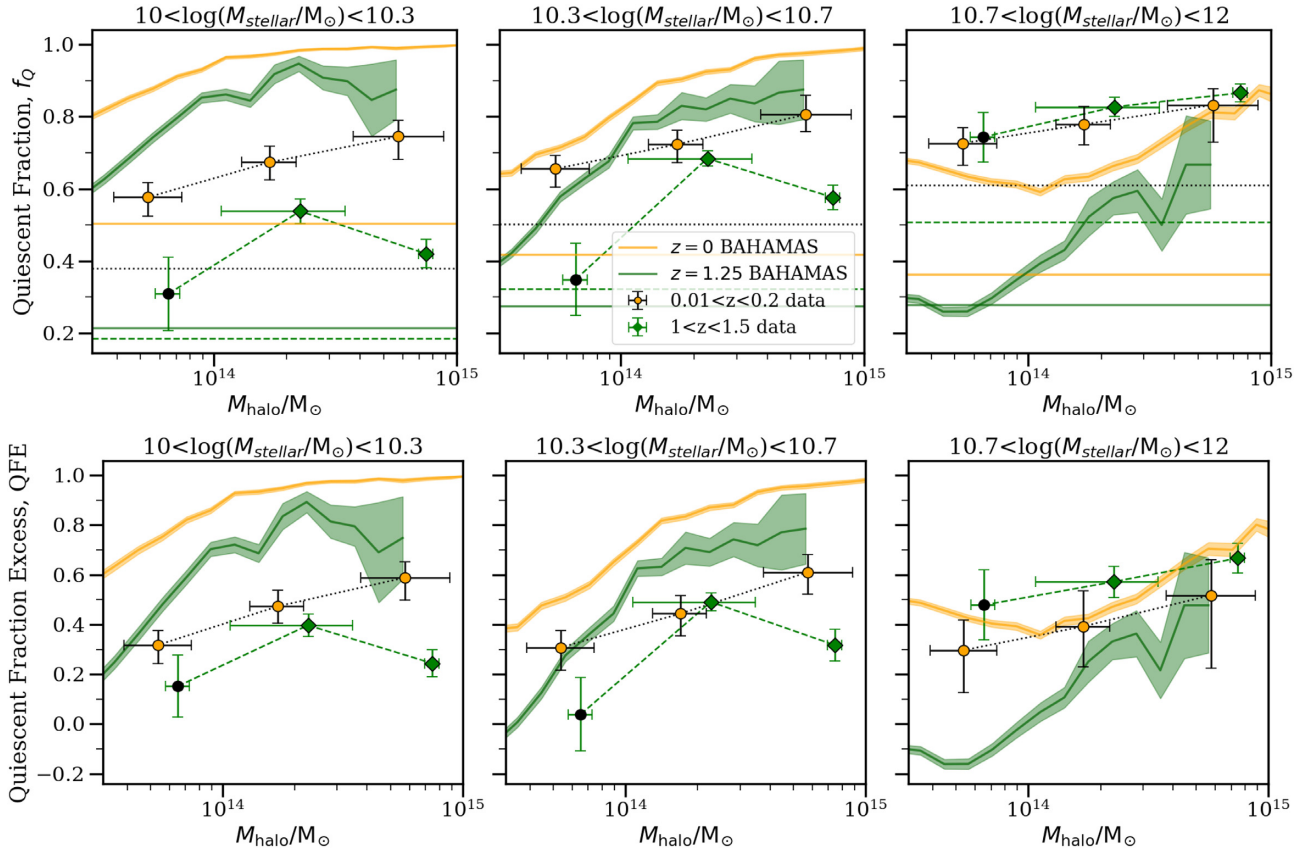 10<log(M_stellar/M⊙)<10.3
10.3<log(M_stellar/M⊙)<10.7
10.7<log(M_stellar/M⊙)<12
Quiescent Fraction, f_Q
1.0
0.8
0.6
0.4
0.2
z = 0 BAHAMAS
z = 1.25 BAHAMAS
0.01<z<0.2 data
1<z<1.5 data
10^14 10^15
10^14 10^15
10^14 10^15
M_halo/M⊙
M_halo/M⊙
M_halo/M⊙
10<log(M_stellar/M⊙)<10.3
10.3<log(M_stellar/M⊙)<10.7
10.7<log(M_stellar/M⊙)<12
Quiescent Fraction Excess, QFE
1.0
0.8
0.6
0.4
0.2
0.0
−0.2
10^14 10^15
10^14 10^15
10^14 10^15
M_halo/M⊙
M_halo/M⊙
M_halo/M⊙